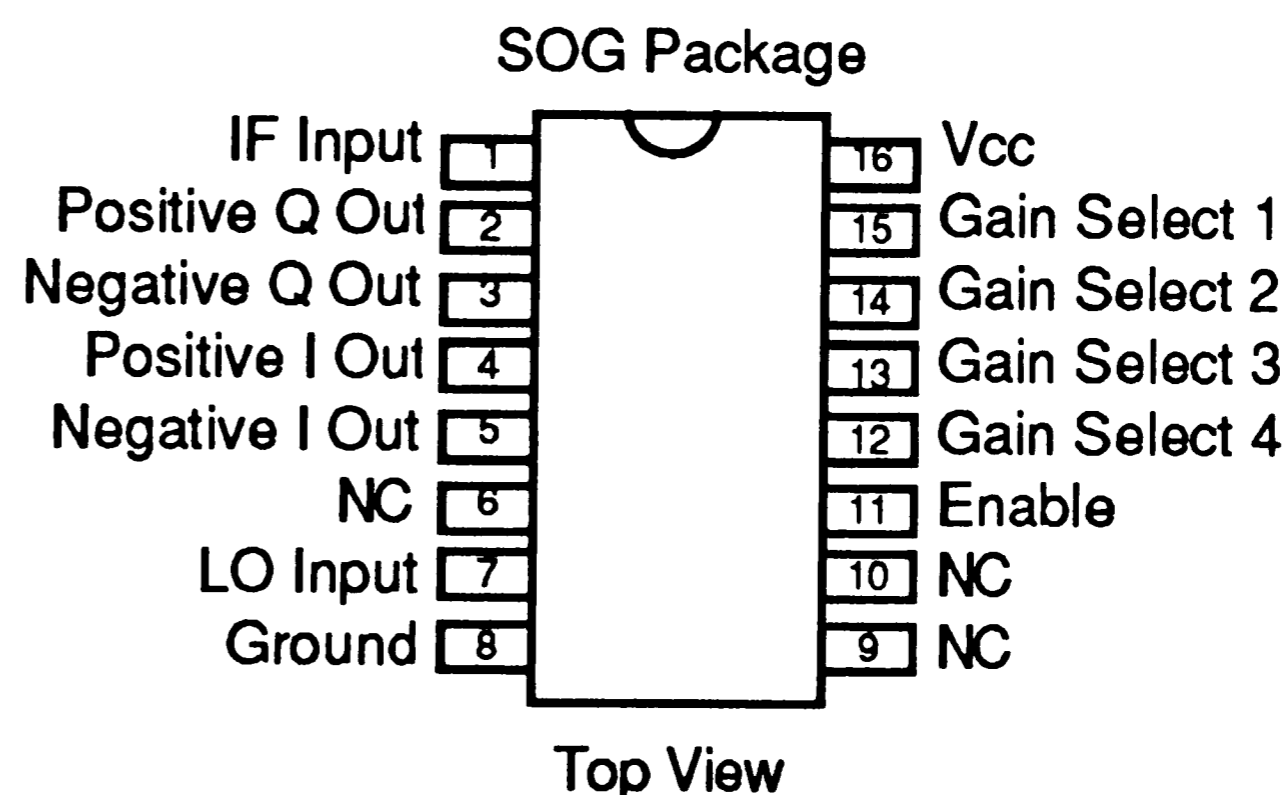 SOG Package
IF Input 1 16 Vcc
Positive Q Out 2 15 Gain Select 1
Negative Q Out 3 14 Gain Select 2
Positive I Out 4 13 Gain Select 3
Negative I Out 5 12 Gain Select 4
NC 6 11 Enable
LO Input 7 10 NC
Ground 8 9 NC
Top View